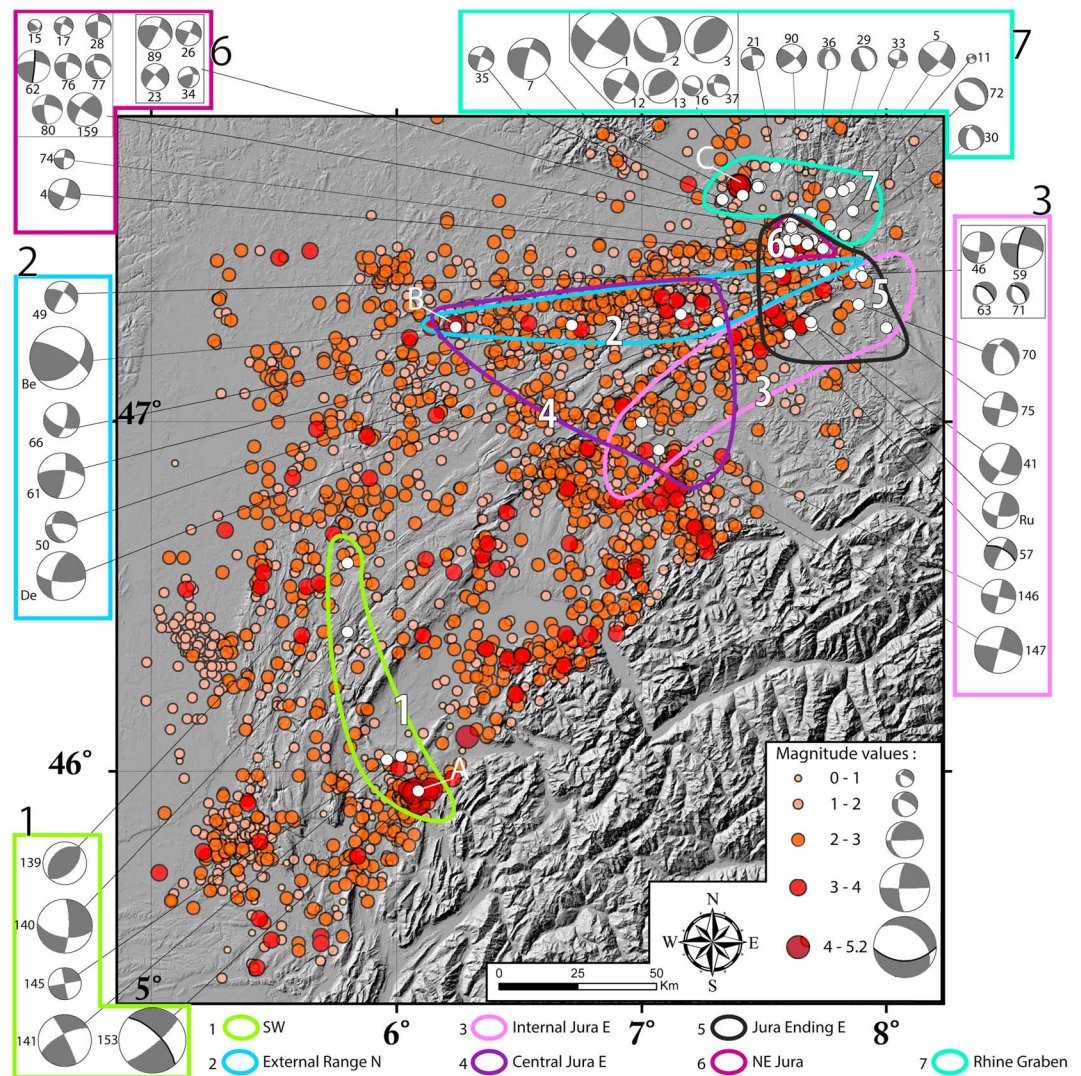 15 17 28
89 26
6
62 76 77
23 34
80 159
74
4
7
35 7
1 2 3
12 13 16 37
21 90 36 29 33 5 11
72
30
3
46 59
63 71
70
75
41
Ru
57
146
147
2
49
Be
66
61
50
De
C
7
6
5
B
2
3
4
47°
1
46°
A
1
139
140
145
141 153
5°
6° 7° 8°
Magnitude values :
0 - 1
1 - 2
2 - 3
3 - 4
4 - 5.2
N
W E
S
0 25 50
Km
1 SW
3 Internal Jura E
5 Jura Ending E
2 External Range N
4 Central Jura E
6 NE Jura
7 Rhine Graben